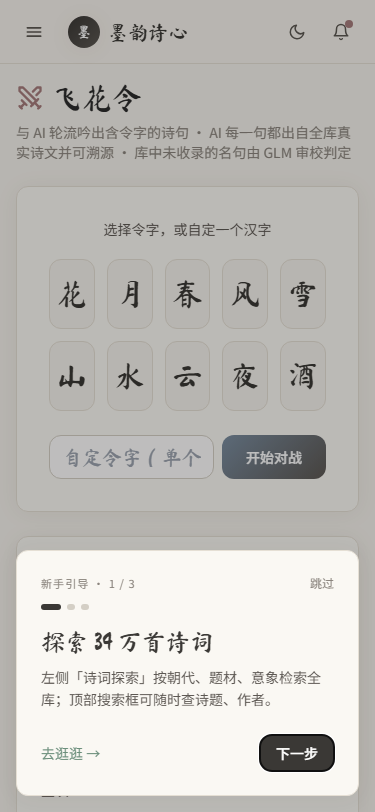 墨 墨韵诗心
飞花令
与 AI 轮流吟出含令字的诗句 · AI 每一句都出自全库真
实诗文并可溯源 · 库中未收录的名句由 GLM 审校判定
选择令字，或自定一个汉字
花 月 春 风 雪
山 水 云 夜 酒
自定令字 ( 单个 开始对战
新手引导 · 1 / 3 跳过
探索 34 万首诗词
左侧「诗词探索」按朝代、题材、意象检索全
库；顶部搜索框可随时查诗题、作者。
去逛逛 → 下一步